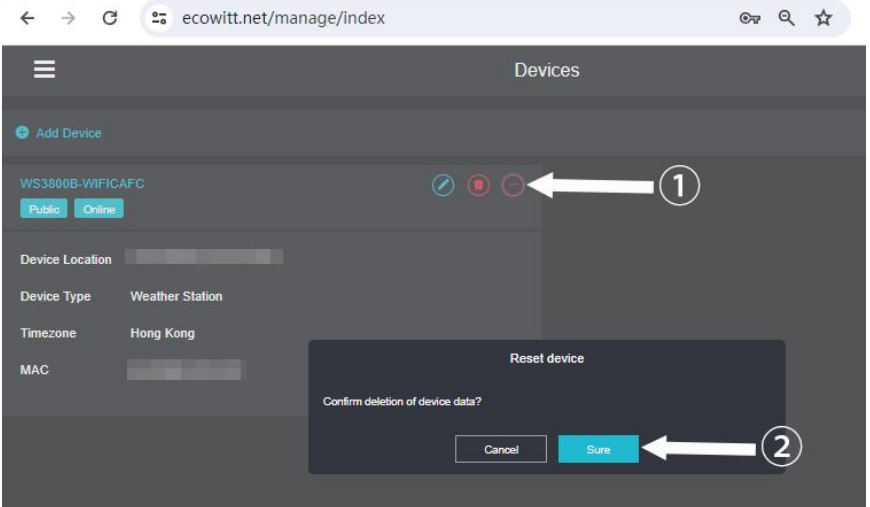 ecowitt.net/manage/index
Devices
Add Device
WS3800B-WIFICAFC
Public Online
1
Device Location
Device Type Weather Station
Timezone Hong Kong
MAC
Reset device
Confirm deletion of device data?
Cancel Sure
2